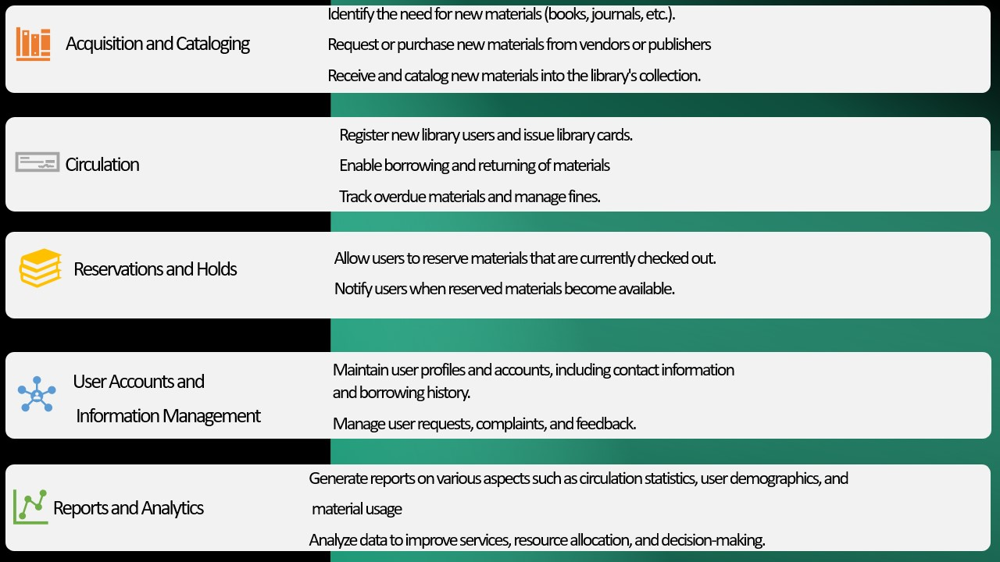 Identify the need for new materials (books, journals, etc.).
Acquisition and Cataloging
Request or purchase new materials from vendors or publishers
Receive and catalog new materials into the library's collection.
Register new library users and issue library cards.
Circulation
Enable borrowing and returning of materials
Track overdue materials and manage fines.
Reservations and Holds
Allow users to reserve materials that are currently checked out.
Notify users when reserved materials become available.
User Accounts and
Information Management
Maintain user profiles and accounts, including contact information
and borrowing history.
Manage user requests, complaints, and feedback.
Reports and Analytics
Generate reports on various aspects such as circulation statistics, user demographics, and
material usage
Analyze data to improve services, resource allocation, and decision-making.